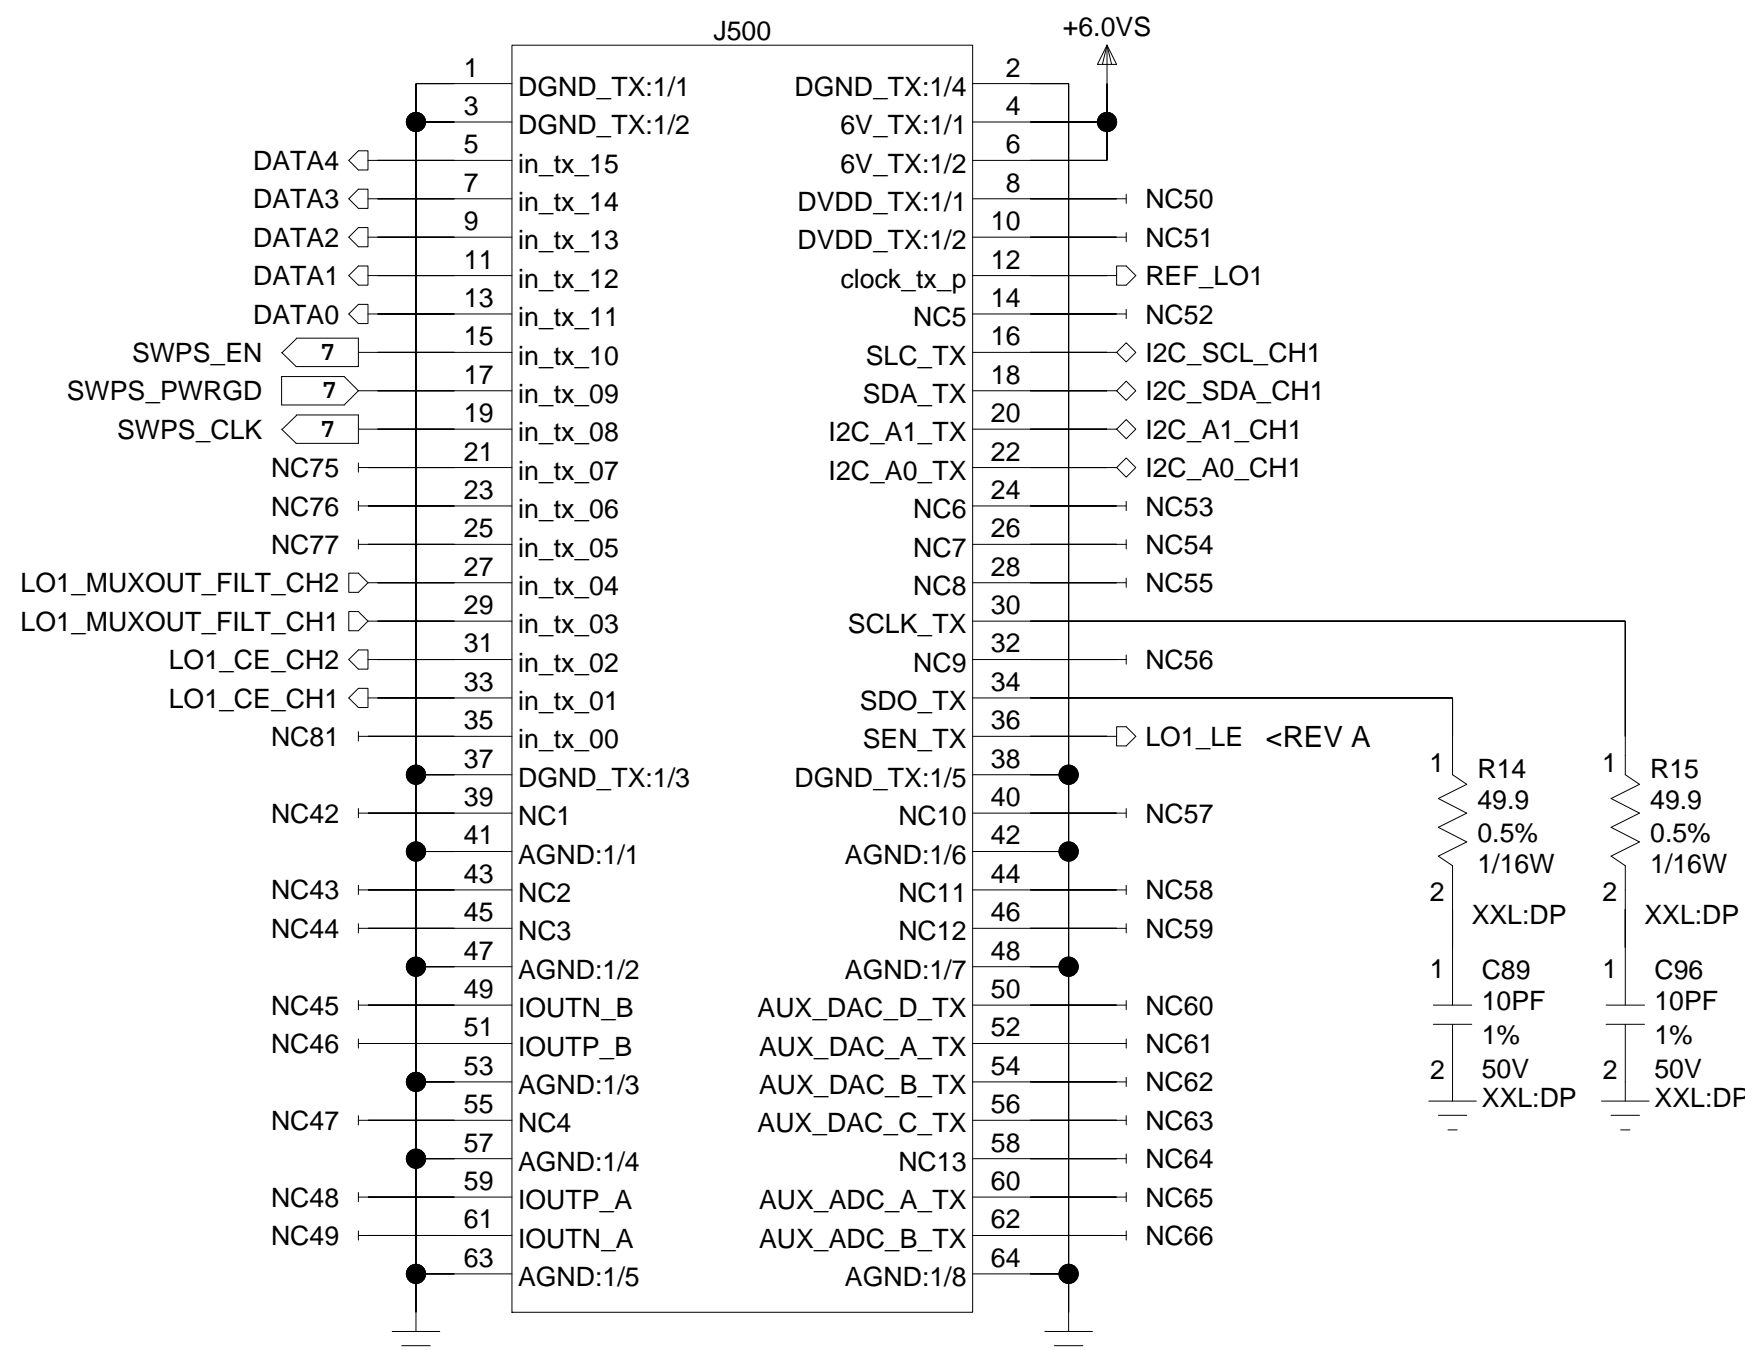 J500
+6.0VS
1 2
DGND_TX:1/1 DGND_TX:1/4
3 4
DGND_TX:1/2 6V_TX:1/1
5 6
DATA4 in_tx_15 6V_TX:1/2
7 8
DATA3 in_tx_14 DVDD_TX:1/1 NC50
9 10
DATA2 in_tx_13 DVDD_TX:1/2 NC51
11 12
DATA1 in_tx_12 clock_tx_p REF_LO1
13 14
DATA0 in_tx_11 NC5 NC52
15 16
SWPS_EN 7 in_tx_10 SLC_TX I2C_SCL_CH1
17 18
SWPS_PWRGD 7 in_tx_09 SDA_TX I2C_SDA_CH1
19 20
SWPS_CLK 7 in_tx_08 I2C_A1_TX I2C_A1_CH1
21 22
NC75 in_tx_07 I2C_A0_TX I2C_A0_CH1
23 24
NC76 in_tx_06 NC6 NC53
25 26
NC77 in_tx_05 NC7 NC54
27 28
LO1_MUXOUT_FILT_CH2 in_tx_04 NC8 NC55
29 30
LO1_MUXOUT_FILT_CH1 in_tx_03 SCLK_TX
31 32
LO1_CE_CH2 in_tx_02 NC9 NC56
33 34
LO1_CE_CH1 in_tx_01 SDO_TX
35 36
NC81 in_tx_00 SEN_TX LO1_LE <REV A
37 38
DGND_TX:1/3 DGND_TX:1/5
39 40
NC42 NC1 NC10 NC57
41 42
AGND:1/1 AGND:1/6
43 44
NC43 NC2 NC11 NC58
45 46
NC44 NC3 NC12 NC59
47 48
AGND:1/2 AGND:1/7
49 50
NC45 IOUTN_B AUX_DAC_D_TX NC60
51 52
NC46 IOUTP_B AUX_DAC_A_TX NC61
53 54
AGND:1/3 AUX_DAC_B_TX NC62
55 56
NC47 NC4 AUX_DAC_C_TX NC63
57 58
AGND:1/4 NC13 NC64
59 60
NC48 IOUTP_A AUX_ADC_A_TX NC65
61 62
NC49 IOUTN_A AUX_ADC_B_TX NC66
63 64
AGND:1/5 AGND:1/8
1 R14 1 R15
49.9 49.9
0.5% 0.5%
1/16W 1/16W
2 2
XXL:DP XXL:DP
1 C89 1 C96
10PF 10PF
1% 1%
2 50V 2 50V
XXL:DP XXL:DP